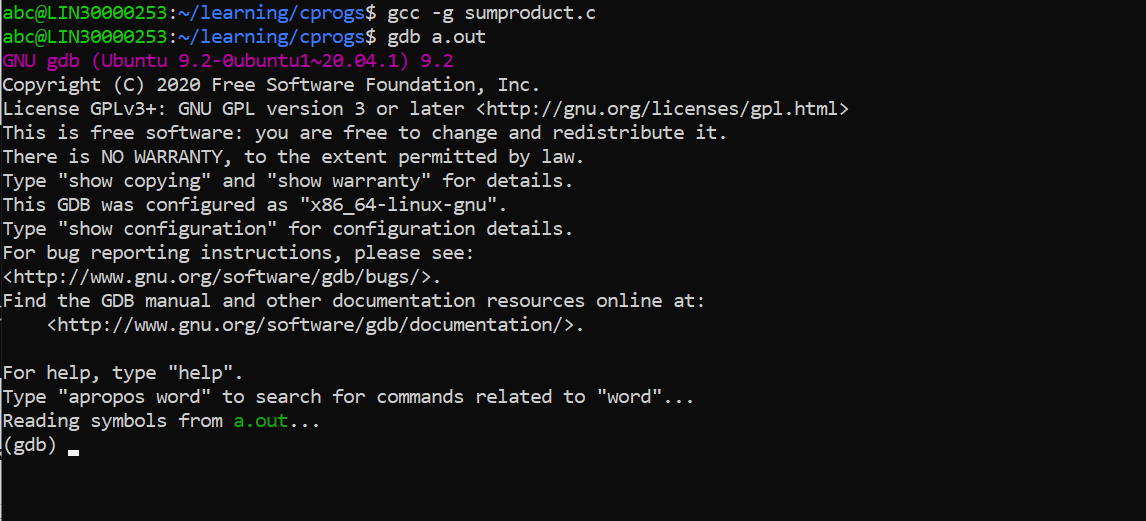 abc@LIN30000253:~/learning/cprogs$ gcc -g sumproduct.c
abc@LIN30000253:~/learning/cprogs$ gdb a.out
GNU gdb (Ubuntu 9.2-0ubuntu1~20.04.1) 9.2
Copyright (C) 2020 Free Software Foundation, Inc.
License GPLv3+: GNU GPL version 3 or later <http://gnu.org/licenses/gpl.html>
This is free software: you are free to change and redistribute it.
There is NO WARRANTY, to the extent permitted by law.
Type "show copying" and "show warranty" for details.
This GDB was configured as "x86_64-linux-gnu".
Type "show configuration" for configuration details.
For bug reporting instructions, please see:
<http://www.gnu.org/software/gdb/bugs/>.
Find the GDB manual and other documentation resources online at:
    <http://www.gnu.org/software/gdb/documentation/>.

For help, type "help".
Type "apropos word" to search for commands related to "word"...
Reading symbols from a.out...
(gdb)